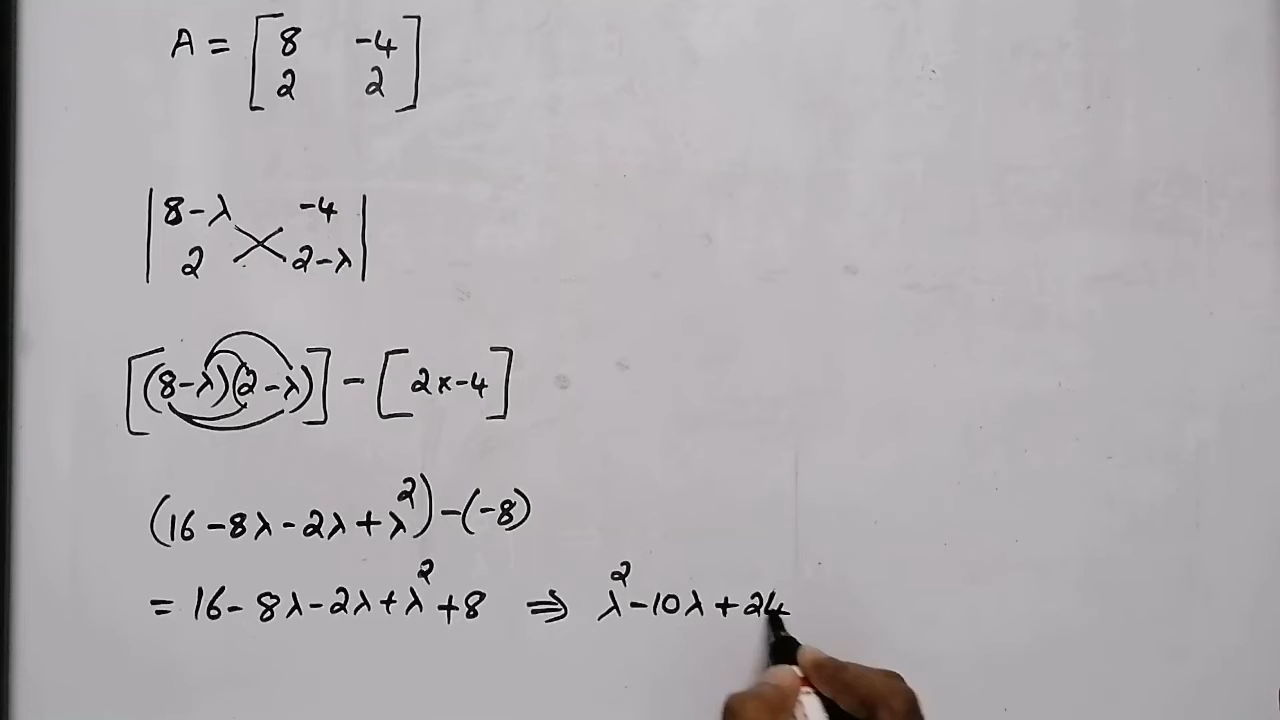 A = [8 -4
2 2]
|8-λ -4
2 2-λ|
[(8-λ)(2-λ)] - [2x-4]
(16-8λ-2λ+λ²)-(-8)
= 16-8λ-2λ+λ²+8 ⇒ λ²-10λ+24